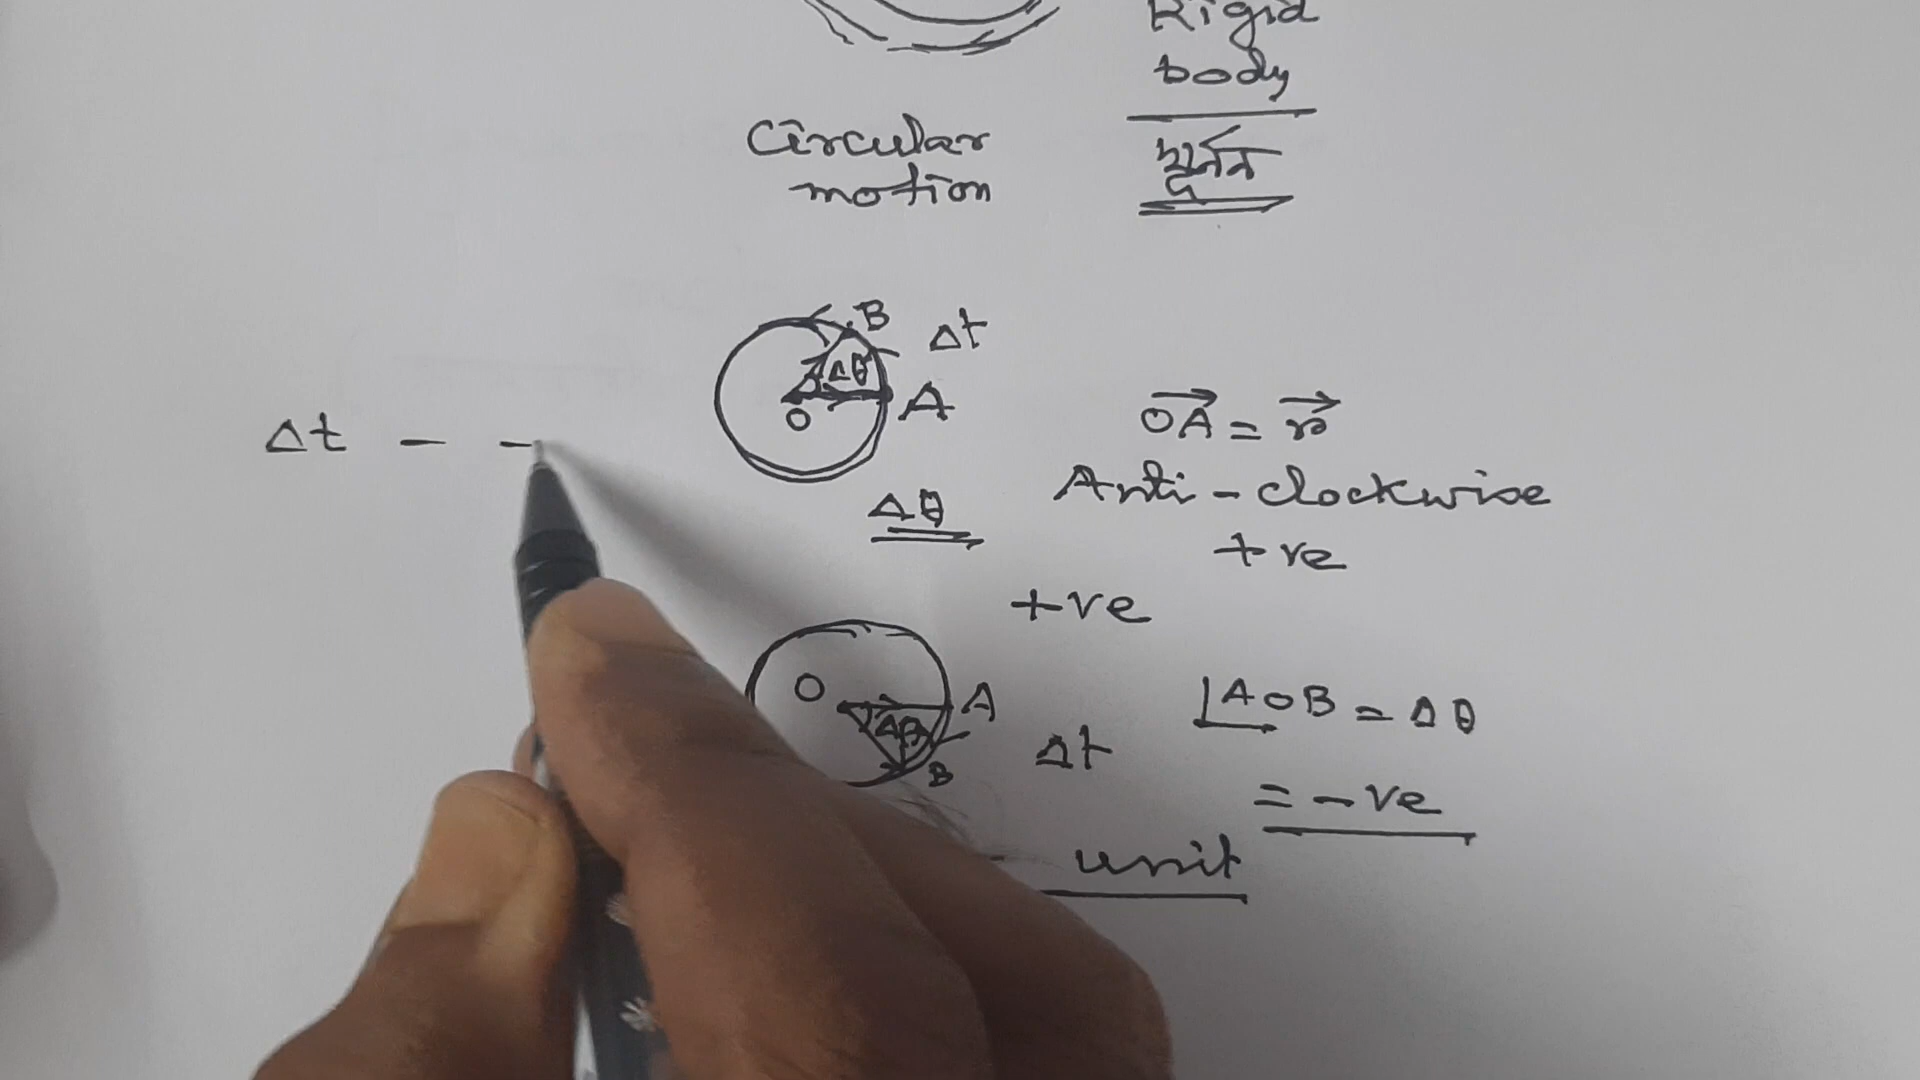 Rigid
body
Circular
motion
ঘূর্নন
B
Δt
Δθ
O
A
Δt - -
OA = r
Δθ
Anti-clockwise
+ve
+ve
O
A
Δθ
B
Δt
∠AOB = Δθ
= -ve
unit